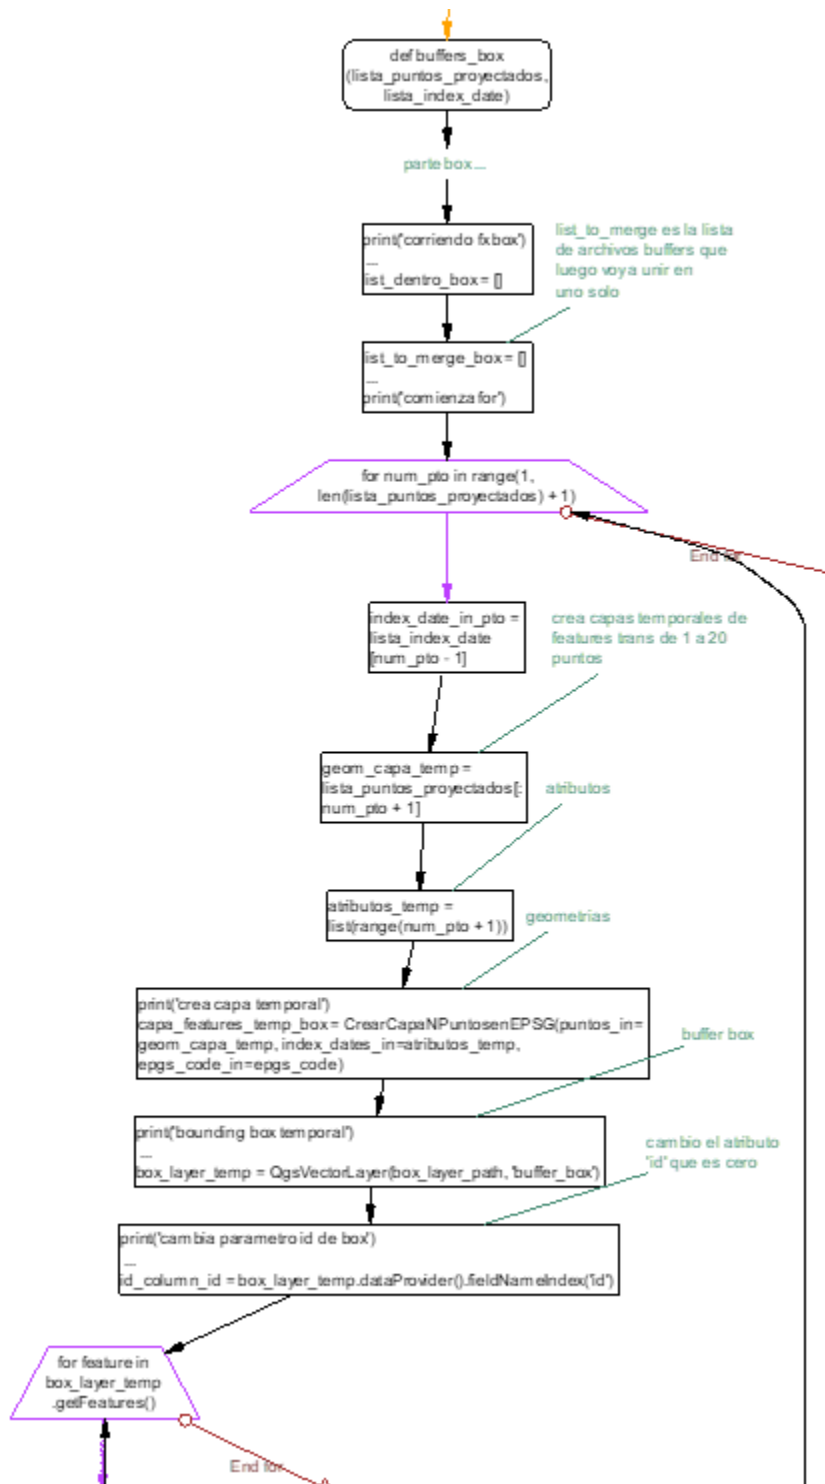 def buffers_box
(lista_puntos_proyectados,
lista_index_date)
parte box...
print('corriendo fx box')
...
list_dentro_box = []
list_to_merge es la lista
de archivos buffers que
luego voy a unir en
uno solo
list_to_merge_box = []
...
print('comienza for')
for num_pto in range(1,
len(lista_puntos_proyectados) + 1)
End for
index_date_in_pto =
lista_index_date
[num_pto - 1]
crea capas temporales de
features trans de 1 a 20
puntos
geom_capa_temp =
lista_puntos_proyectados[:
num_pto + 1]
atributos
atributos_temp =
list(range(num_pto + 1))
geometrias
print('crea capa temporal')
capa_features_temp_box = CrearCapaNPuntosenEPSG(puntos_in=
geom_capa_temp, index_dates_in=atributos_temp,
epgs_code_in=epgs_code)
buffer box
print('bounding box temporal')
...
box_layer_temp = QgsVectorLayer(box_layer_path, 'buffer_box')
cambio el atributo
'id' que es cero
print('cambia parametro id de box')
...
id_column_id = box_layer_temp.dataProvider().fieldNameIndex('id')
for feature in
box_layer_temp
.getFeatures()
End for